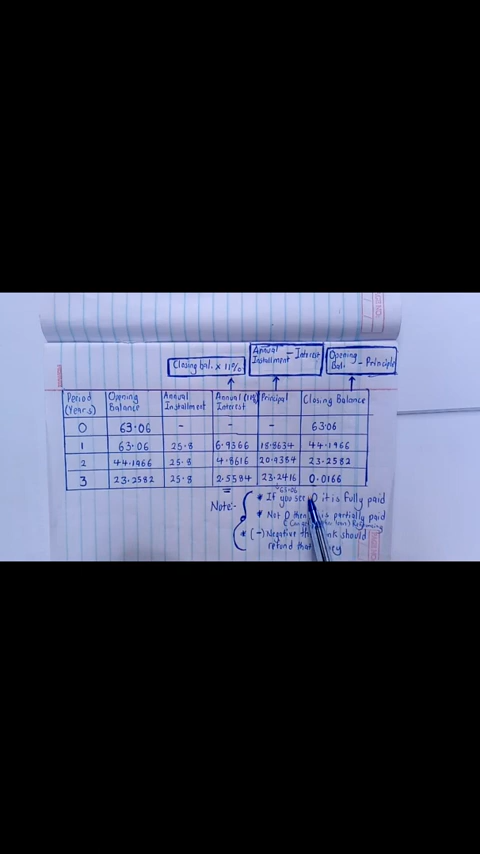 Closing bal. x 11%
Annual Installment - Interest
Opening Bal. - Principle
Period (Years) Opening Balance Annual Installment Annual (11%) Interest Principal Closing Balance
0 63.06 - - - 63.06
1 63.06 25.8 6.9366 18.8634 44.1966
2 44.1966 25.8 4.8616 20.9384 23.2582
3 23.2582 25.8 2.5584 23.2416 0.0166
63.06
Note:- * If you see 0 it is fully paid
* Not 0 then is partially paid
* (-) Negative should
refund that